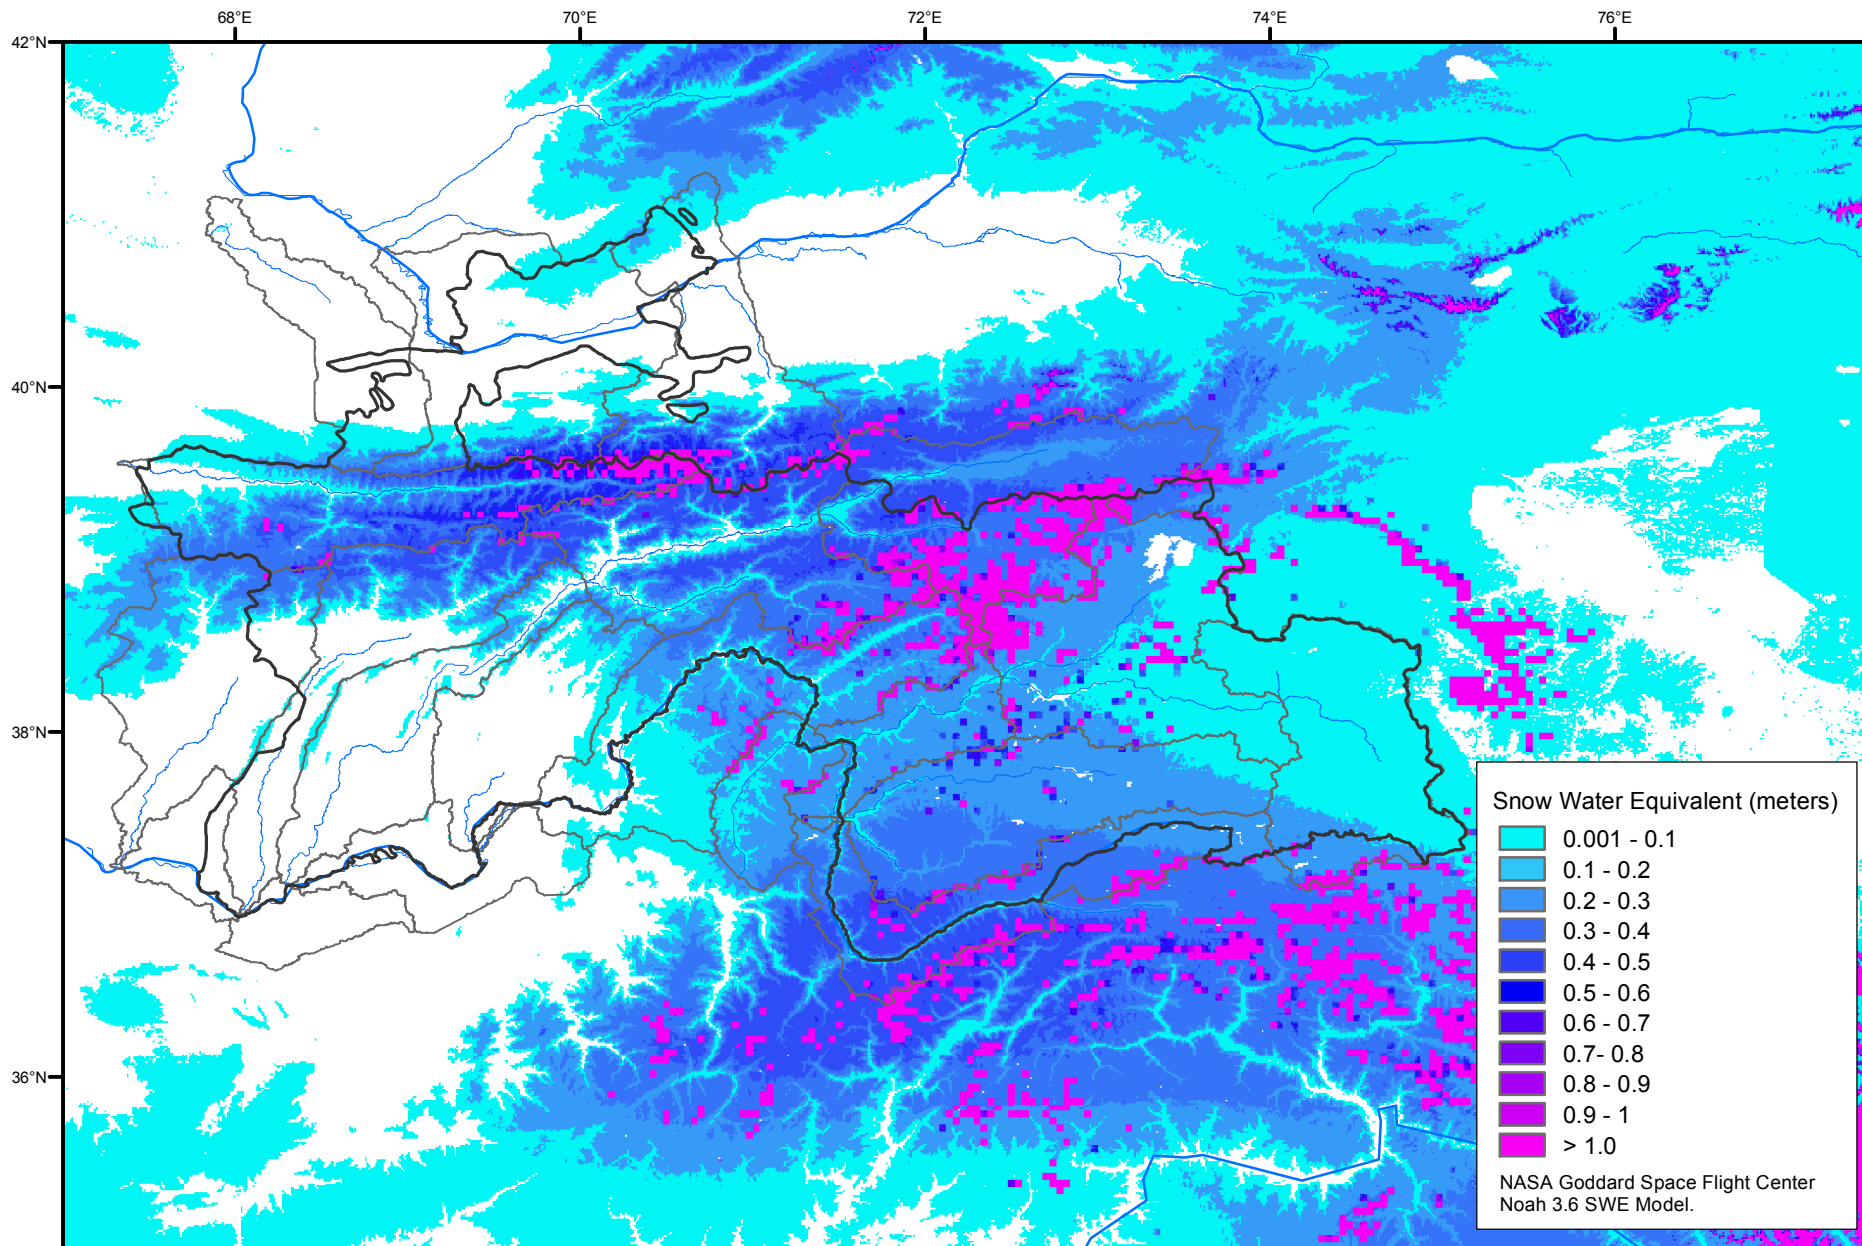 68°E 70°E 72°E 74°E 76°E
42°N
40°N
38°N
36°N
Snow Water Equivalent (meters)
0.001 - 0.1
0.1 - 0.2
0.2 - 0.3
0.3 - 0.4
0.4 - 0.5
0.5 - 0.6
0.6 - 0.7
0.7- 0.8
0.8 - 0.9
0.9 - 1
> 1.0
NASA Goddard Space Flight Center
Noah 3.6 SWE Model.